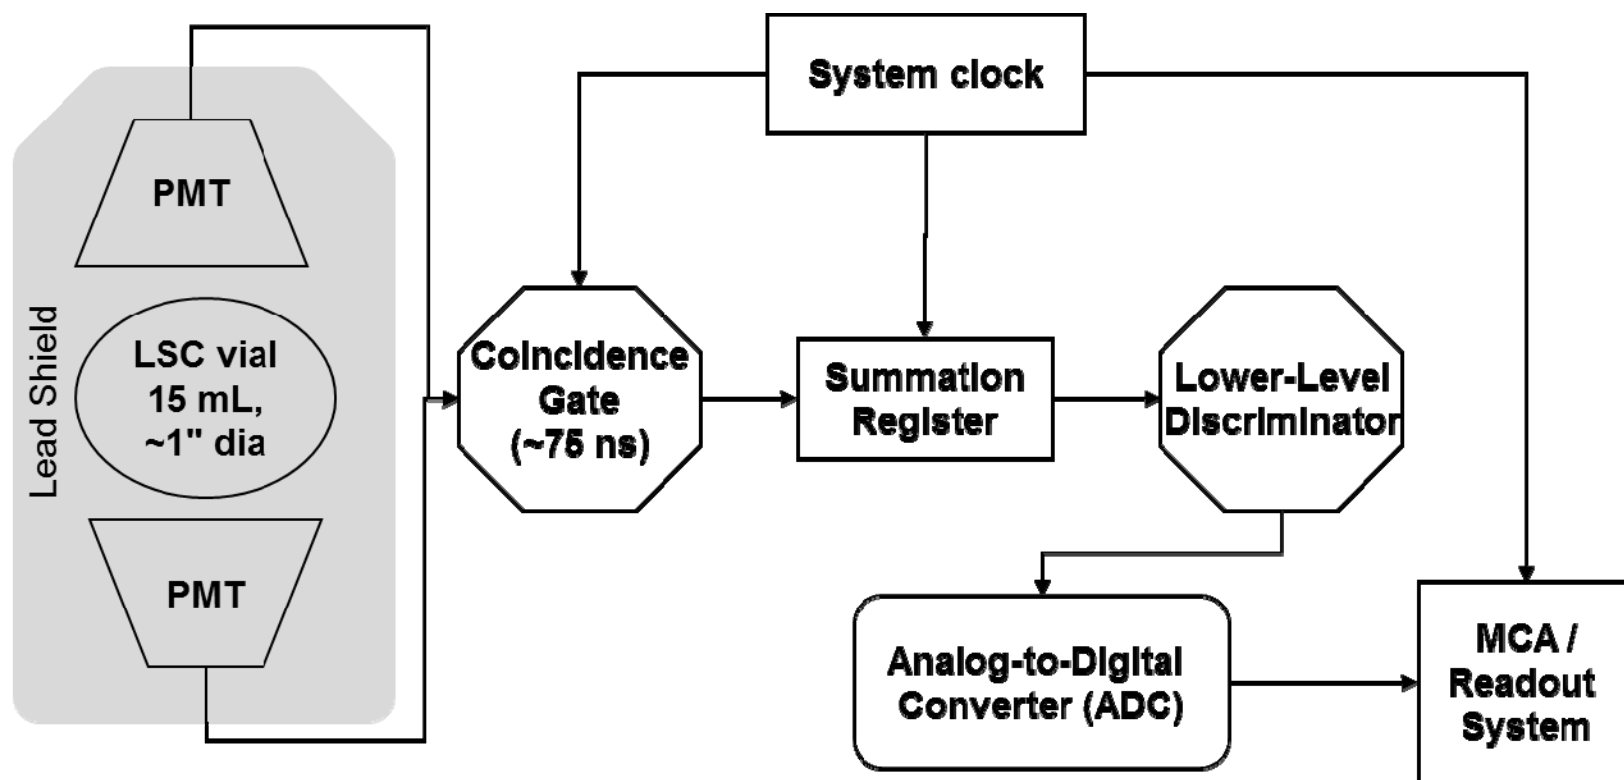 System clock
PMT
Lead Shield
LSC vial
15 mL,
~1" dia
PMT
Coincidence
Gate
(~75 ns)
Summation
Register
Lower-Level
Discriminator
Analog-to-Digital
Converter (ADC)
MCA /
Readout
System